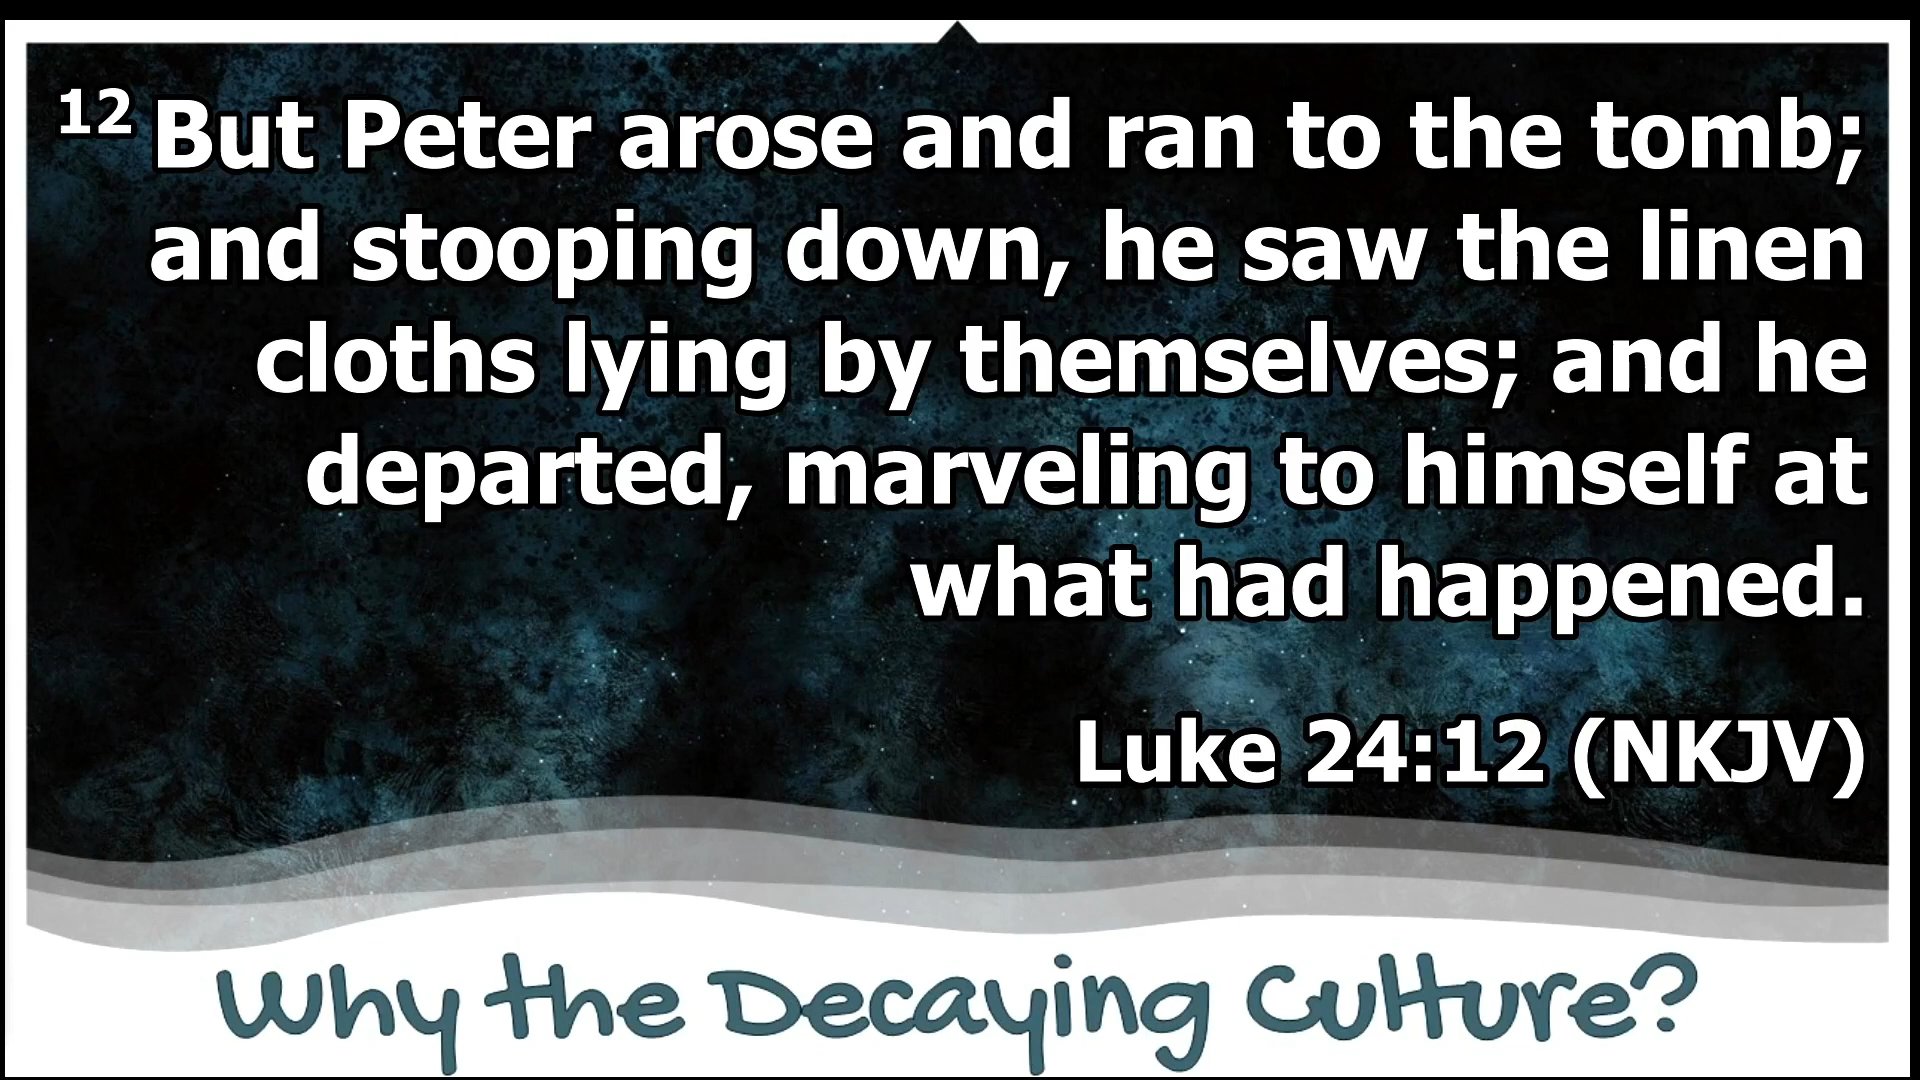 12 But Peter arose and ran to the tomb;
and stooping down, he saw the linen
cloths lying by themselves; and he
departed, marveling to himself at
what had happened.
Luke 24:12 (NKJV)
Why the Decaying Culture?